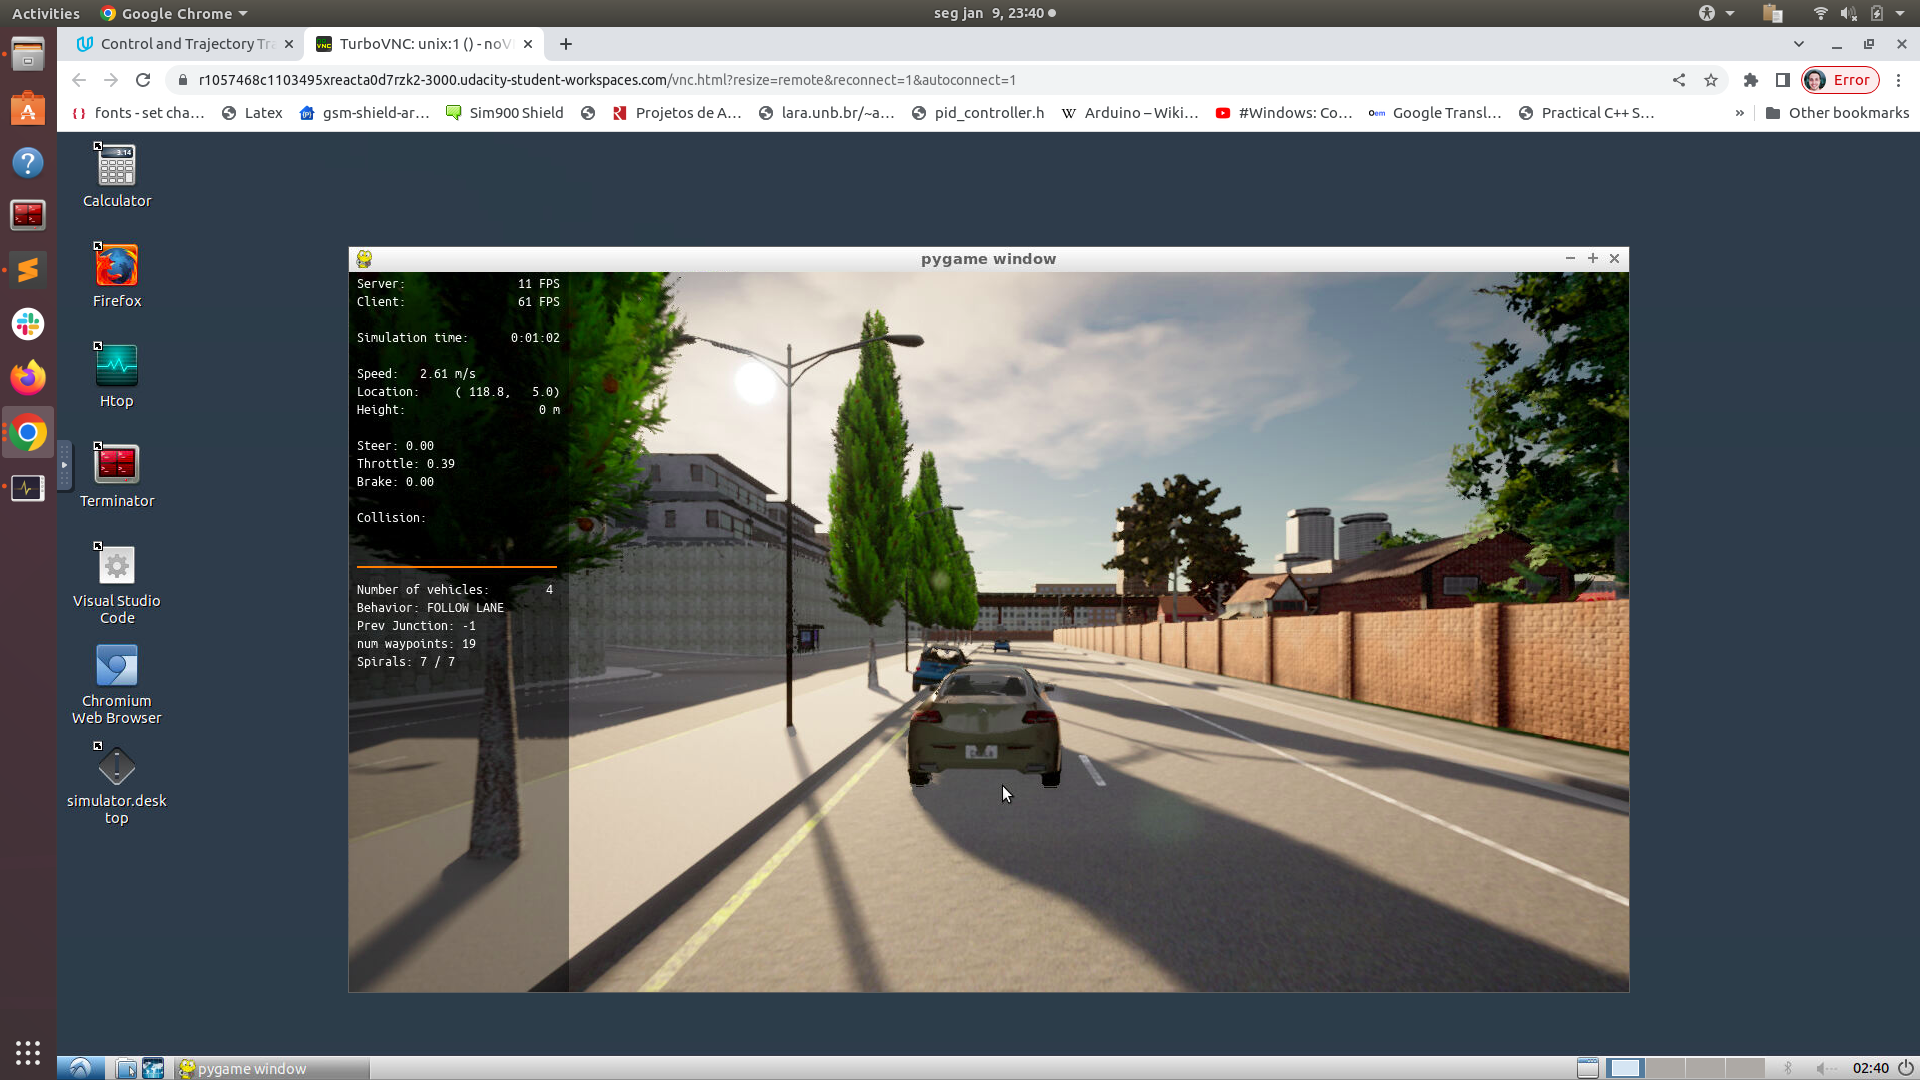 Activities Google Chrome seg jan 9, 23:40
Control and Trajectory Tr TurboVNC: unix:1 () - noV
r1057468c1103495xreacta0d7rzk2-3000.udacity-student-workspaces.com/vnc.html?resize=remote&reconnect=1&autoconnect=1 Error
fonts - set cha… Latex gsm-shield-ar… Sim900 Shield Projetos de A… lara.unb.br/~a… pid_controller.h Arduino – Wiki… #Windows: Co… Google Transl… Practical C++ S… » Other bookmarks
3.14
Calculator
Firefox
Htop
Terminator
Visual Studio
Code
Chromium
Web Browser
simulator.desk
top
pygame window
Server: 11 FPS
Client: 61 FPS
Simulation time: 0:01:02
Speed: 2.61 m/s
Location: ( 118.8, 5.0)
Height: 0 m
Steer: 0.00
Throttle: 0.39
Brake: 0.00
Collision:
Number of vehicles: 4
Behavior: FOLLOW LANE
Prev Junction: -1
num waypoints: 19
Spirals: 7 / 7
pygame window 02:40